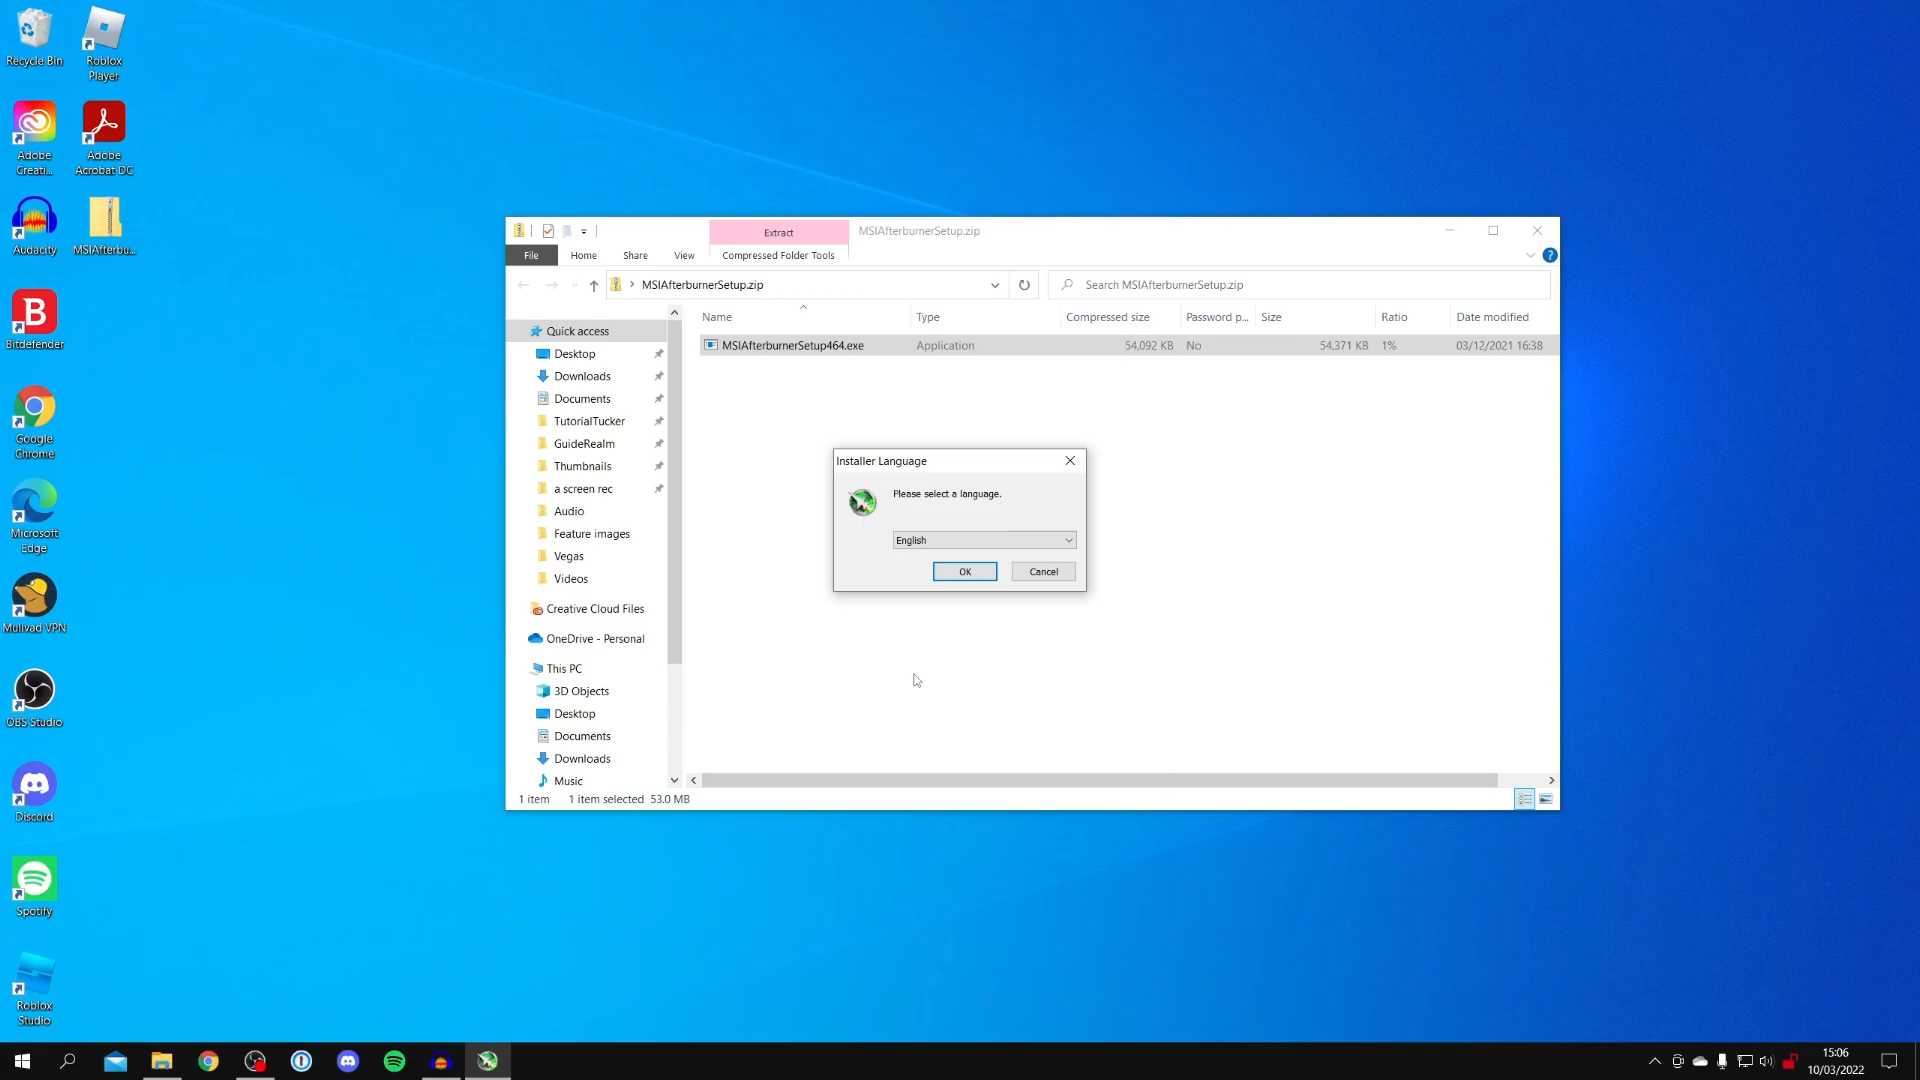 Recycle Bin
Roblox
Player
Adobe
Creati...
Adobe
Acrobat DC
Audacity
MSIAfterbu...
Bitdefender
Google
Chrome
Microsoft
Edge
Mullvad VPN
OBS Studio
Discord
Spotify
Roblox
Studio
Extract
MSIAfterburnerSetup.zip
File
Home
Share
View
Compressed Folder Tools
MSIAfterburnerSetup.zip
Search MSIAfterburnerSetup.zip
Name
Type
Compressed size
Password p...
Size
Ratio
Date modified
MSIAfterburnerSetup464.exe
Application
54,092 KB
No
54,371 KB
1%
03/12/2021 16:38
Quick access
Desktop
Downloads
Documents
TutorialTucker
GuideRealm
Thumbnails
a screen rec
Audio
Feature images
Vegas
Videos
Creative Cloud Files
OneDrive - Personal
This PC
3D Objects
Desktop
Documents
Downloads
Music
1 item
1 item selected 53.0 MB
Installer Language
Please select a language.
English
OK
Cancel
15:06
10/03/2022